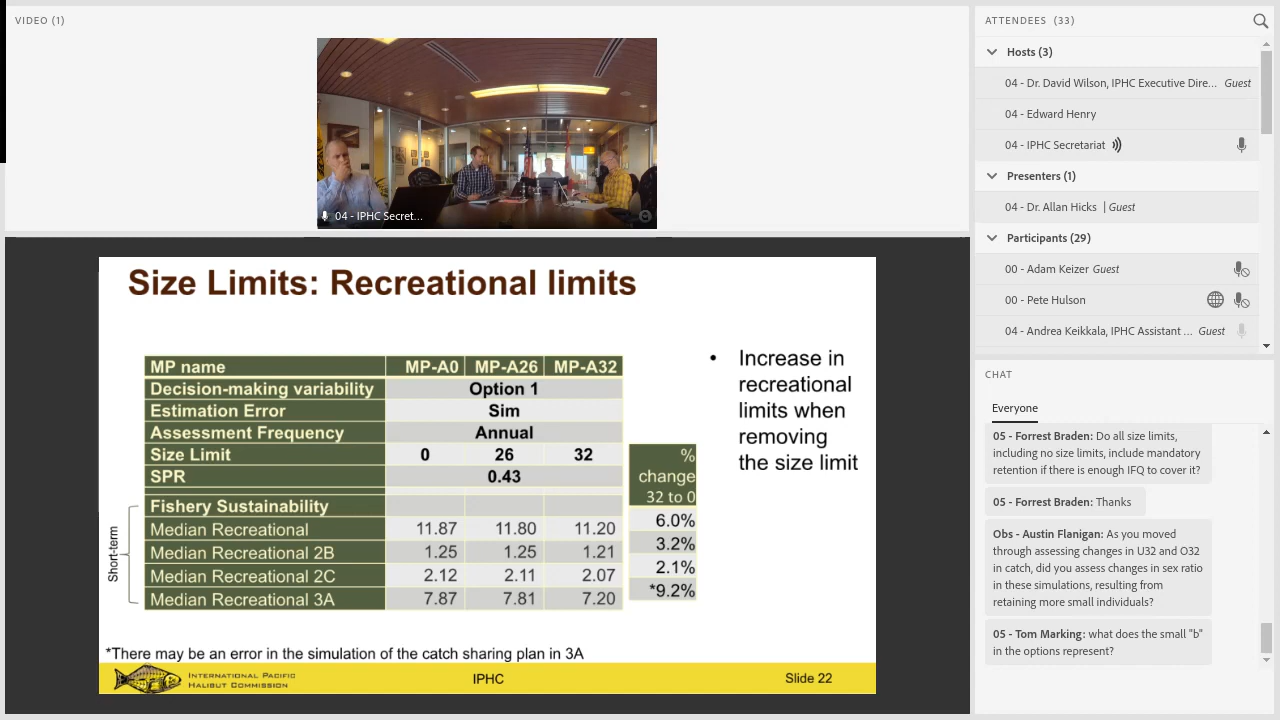 VIDEO (1)
04 - IPHC Secret...
Size Limits: Recreational limits
MP name MP-A0 MP-A26 MP-A32
Decision-making variability Option 1
Estimation Error Sim
Assessment Frequency Annual
Size Limit 0 26 32
SPR 0.43
% change 32 to 0
Fishery Sustainability
Short-term
Median Recreational 11.87 11.80 11.20 6.0%
Median Recreational 2B 1.25 1.25 1.21 3.2%
Median Recreational 2C 2.12 2.11 2.07 2.1%
Median Recreational 3A 7.87 7.81 7.20 *9.2%
• Increase in
recreational
limits when
removing
the size limit
*There may be an error in the simulation of the catch sharing plan in 3A
INTERNATIONAL PACIFIC
HALIBUT COMMISSION
IPHC
Slide 22
ATTENDEES (33)
Hosts (3)
04 - Dr. David Wilson, IPHC Executive Dire... Guest
04 - Edward Henry
04 - IPHC Secretariat
Presenters (1)
04 - Dr. Allan Hicks | Guest
Participants (29)
00 - Adam Keizer Guest
00 - Pete Hulson
04 - Andrea Keikkala, IPHC Assistant ... Guest
CHAT
Everyone
05 - Forrest Braden: Do all size limits,
including no size limits, include mandatory
retention if there is enough IFQ to cover it?
05 - Forrest Braden: Thanks
Obs - Austin Flanigan: As you moved
through assessing changes in U32 and O32
in catch, did you assess changes in sex ratio
in these simulations, resulting from
retaining more small individuals?
05 - Tom Marking: what does the small "b"
in the options represent?